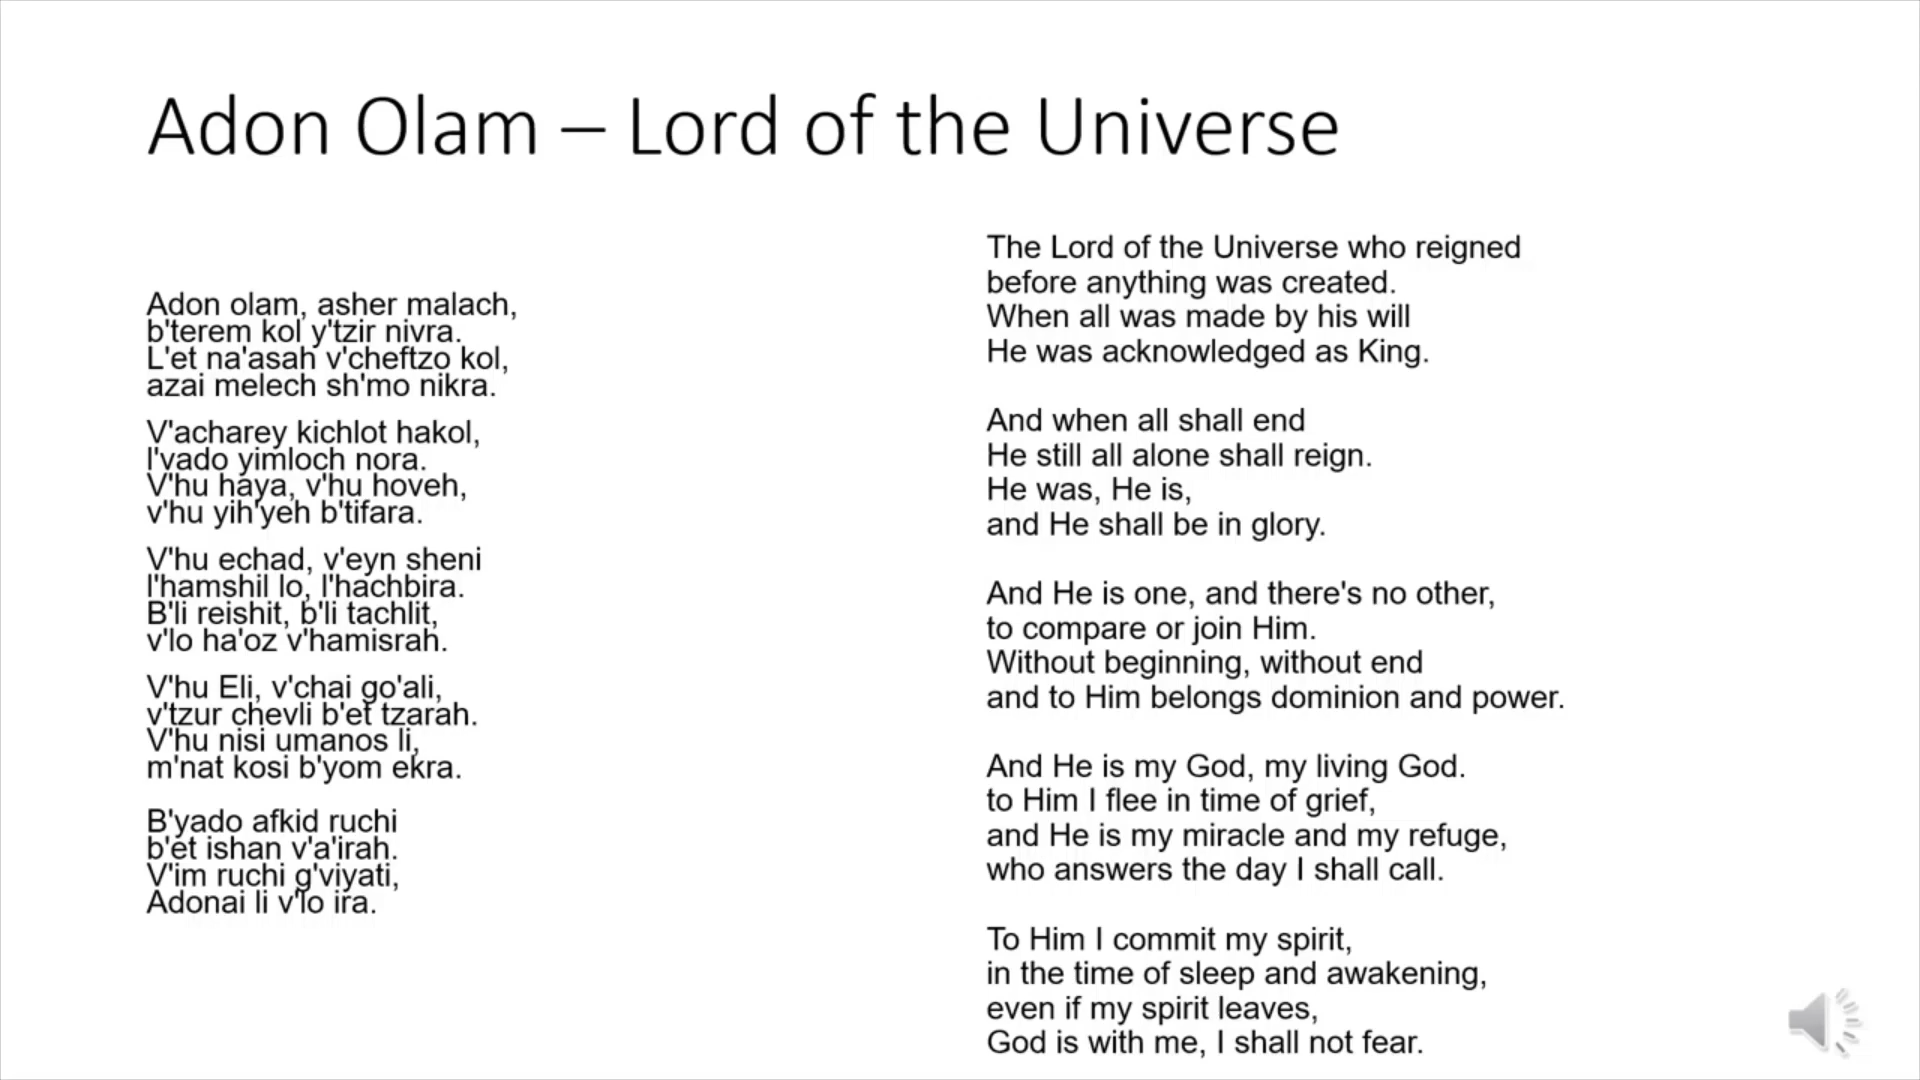 Adon Olam – Lord of the Universe
Adon olam, asher malach,
b'terem kol y'tzir nivra.
L'et na'asah v'cheftzo kol,
azai melech sh'mo nikra.
V'acharey kichlot hakol,
l'vado yimloch nora.
V'hu haya, v'hu hoveh,
v'hu yih'yeh b'tifara.
V'hu echad, v'eyn sheni
l'hamshil lo, l'hachbira.
B'li reishit, b'li tachlit,
v'lo ha'oz v'hamisrah.
V'hu Eli, v'chai go'ali,
v'tzur chevli b'et tzarah.
V'hu nisi umanos li,
m'nat kosi b'yom ekra.
B'yado afkid ruchi
b'et ishan v'a'irah.
V'im ruchi g'viyati,
Adonai li v'lo ira.
The Lord of the Universe who reigned
before anything was created.
When all was made by his will
He was acknowledged as King.
And when all shall end
He still all alone shall reign.
He was, He is,
and He shall be in glory.
And He is one, and there's no other,
to compare or join Him.
Without beginning, without end
and to Him belongs dominion and power.
And He is my God, my living God.
to Him I flee in time of grief,
and He is my miracle and my refuge,
who answers the day I shall call.
To Him I commit my spirit,
in the time of sleep and awakening,
even if my spirit leaves,
God is with me, I shall not fear.